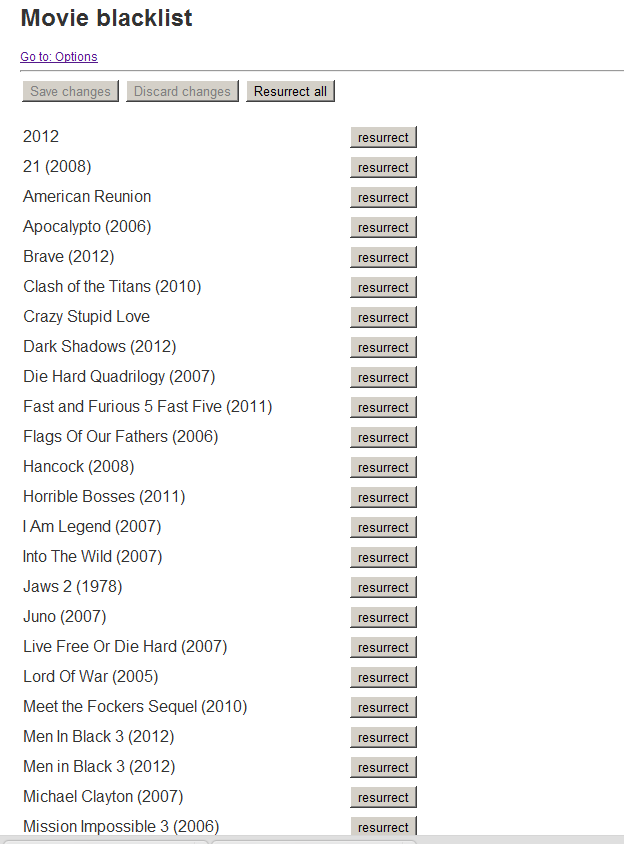 Movie blacklist
Go to: Options
Save changes Discard changes Resurrect all
2012 resurrect
21 (2008) resurrect
American Reunion resurrect
Apocalypto (2006) resurrect
Brave (2012) resurrect
Clash of the Titans (2010) resurrect
Crazy Stupid Love resurrect
Dark Shadows (2012) resurrect
Die Hard Quadrilogy (2007) resurrect
Fast and Furious 5 Fast Five (2011) resurrect
Flags Of Our Fathers (2006) resurrect
Hancock (2008) resurrect
Horrible Bosses (2011) resurrect
I Am Legend (2007) resurrect
Into The Wild (2007) resurrect
Jaws 2 (1978) resurrect
Juno (2007) resurrect
Live Free Or Die Hard (2007) resurrect
Lord Of War (2005) resurrect
Meet the Fockers Sequel (2010) resurrect
Men In Black 3 (2012) resurrect
Men in Black 3 (2012) resurrect
Michael Clayton (2007) resurrect
Mission Impossible 3 (2006) resurrect